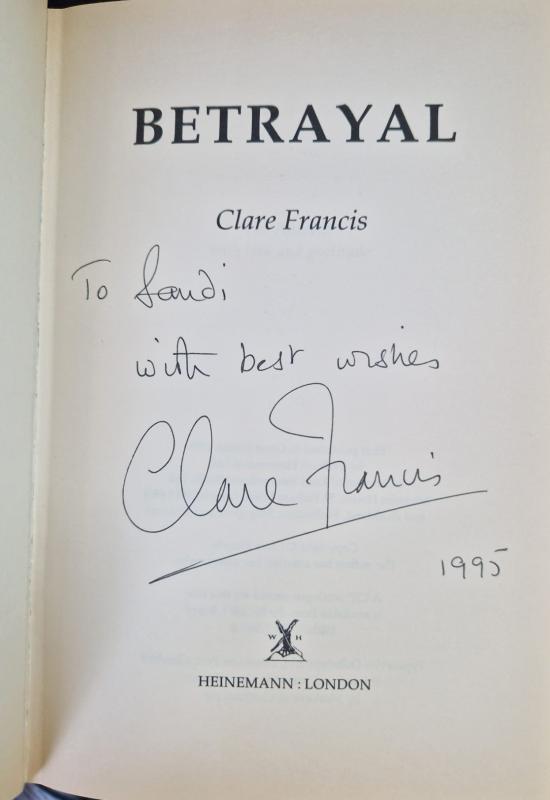 BETRAYAL
Clare Francis
To Sandi
with best wishes
Clare Francis
1995
W H
HEINEMANN : LONDON